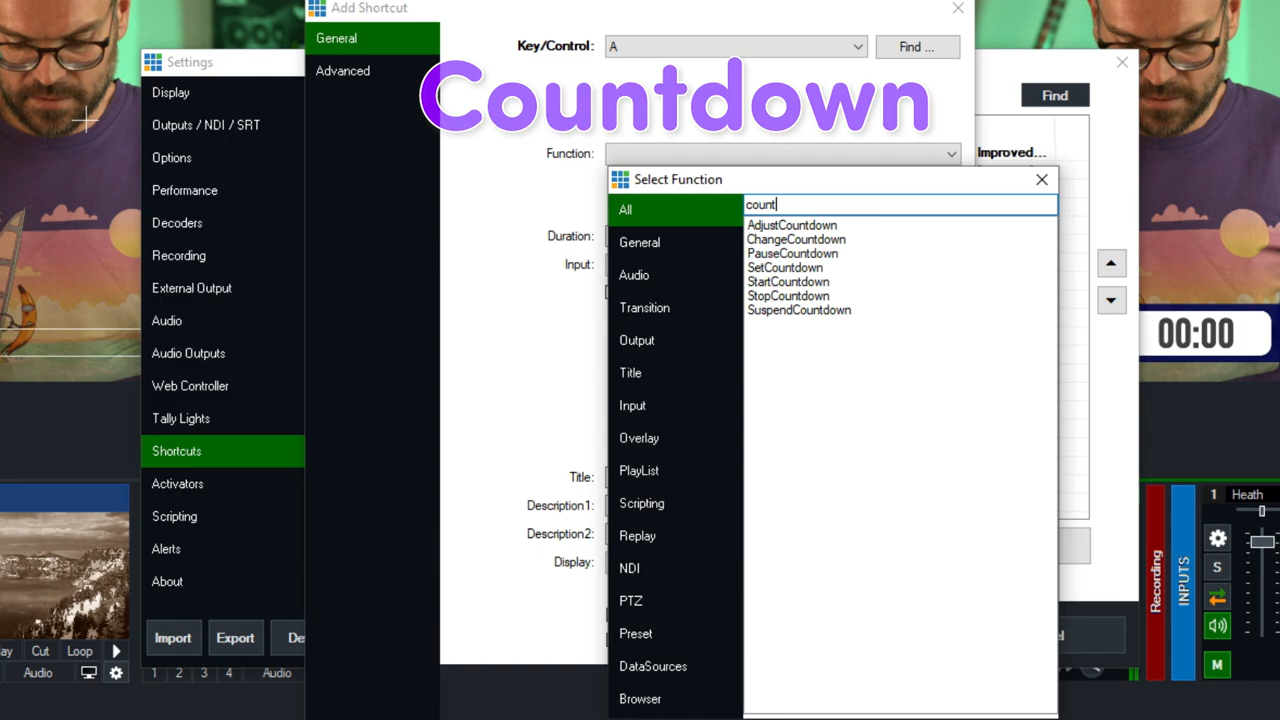 Add Shortcut
General
Advanced
Key/Control:
A
Find ...
Countdown
Function:
Duration:
Input:
Title:
Description1:
Description2:
Display:
Settings
Display
Outputs / NDI / SRT
Options
Performance
Decoders
Recording
External Output
Audio
Audio Outputs
Web Controller
Tally Lights
Shortcuts
Activators
Scripting
Alerts
About
Import
Export
De
Find
Improved...
Select Function
count
All
General
Audio
Transition
Output
Title
Input
Overlay
PlayList
Scripting
Replay
NDI
PTZ
Preset
DataSources
Browser
AdjustCountdown
ChangeCountdown
PauseCountdown
SetCountdown
StartCountdown
StopCountdown
SuspendCountdown
00:00
ay Cut Loop
Audio
1 2 3 4 Audio
Recording
INPUTS
1 Heath
S
M